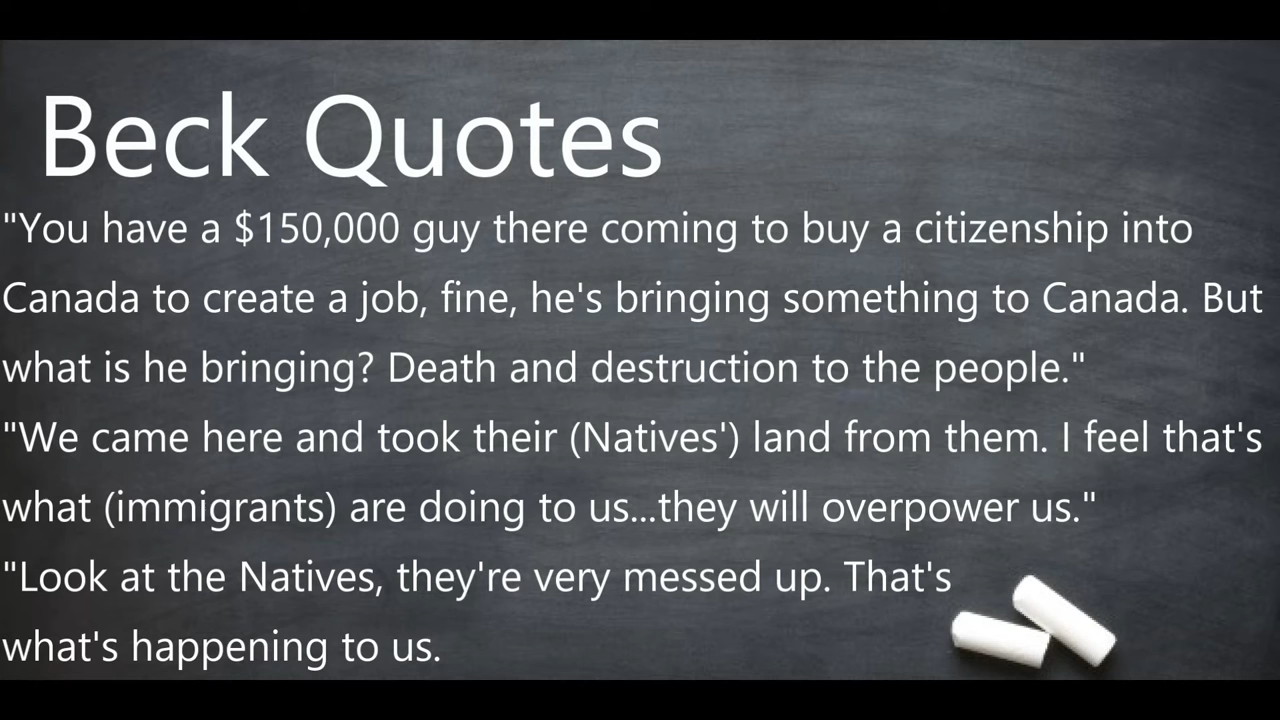 Beck Quotes
"You have a $150,000 guy there coming to buy a citizenship into
Canada to create a job, fine, he's bringing something to Canada. But
what is he bringing? Death and destruction to the people."
"We came here and took their (Natives') land from them. I feel that's
what (immigrants) are doing to us...they will overpower us."
"Look at the Natives, they're very messed up. That's
what's happening to us.